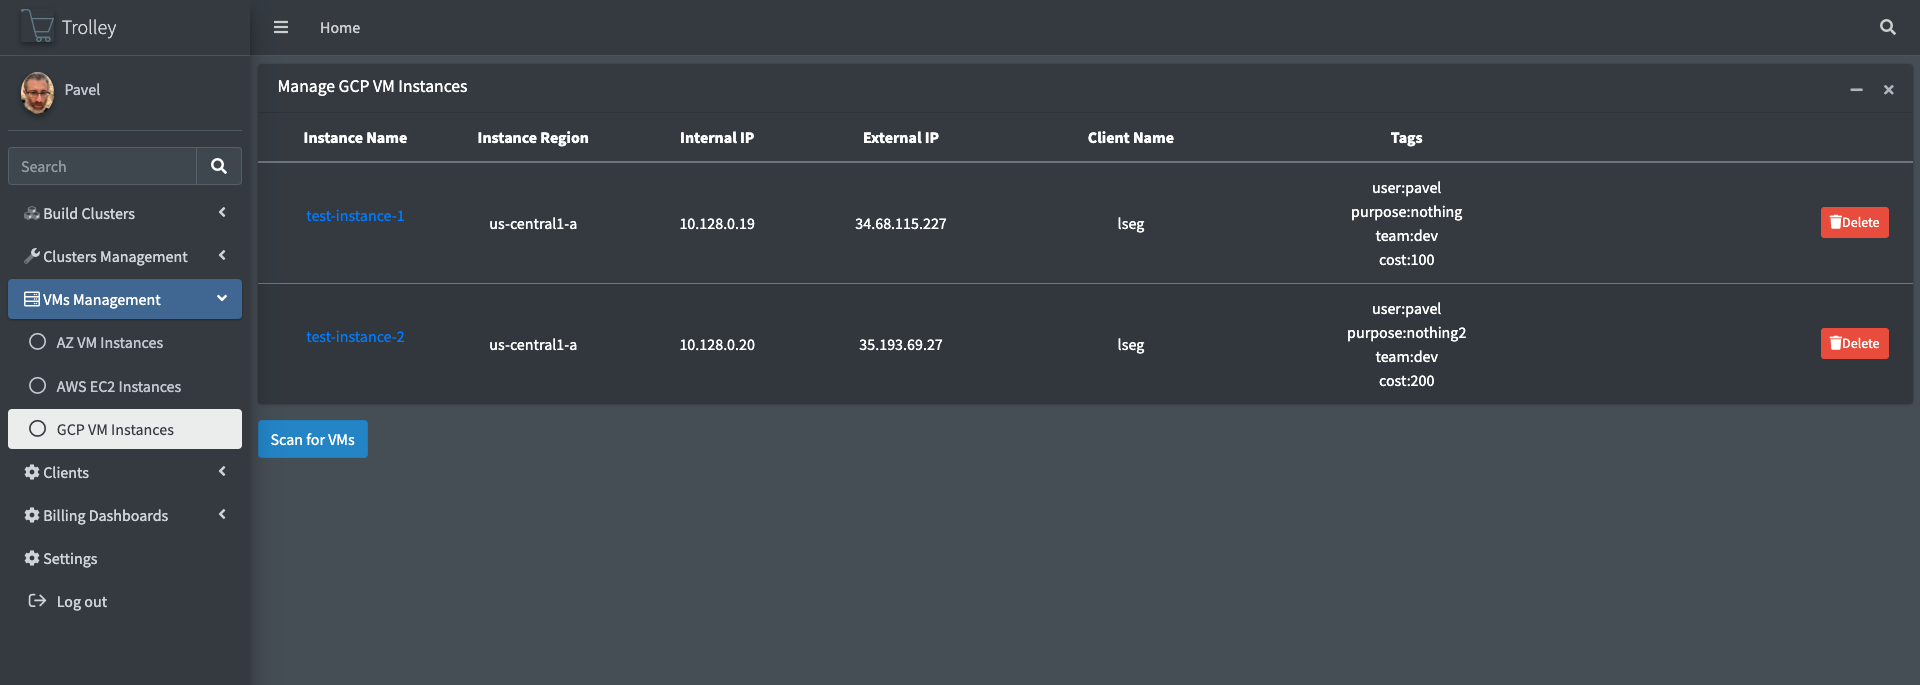 Trolley
Home
Pavel
Search
Build Clusters
Clusters Management
VMs Management
AZ VM Instances
AWS EC2 Instances
GCP VM Instances
Clients
Billing Dashboards
Settings
Log out
Manage GCP VM Instances
Instance Name Instance Region Internal IP External IP Client Name Tags
test-instance-1 us-central1-a 10.128.0.19 34.68.115.227 lseg
user:pavel
purpose:nothing
team:dev
cost:100
Delete
test-instance-2 us-central1-a 10.128.0.20 35.193.69.27 lseg
user:pavel
purpose:nothing2
team:dev
cost:200
Delete
Scan for VMs